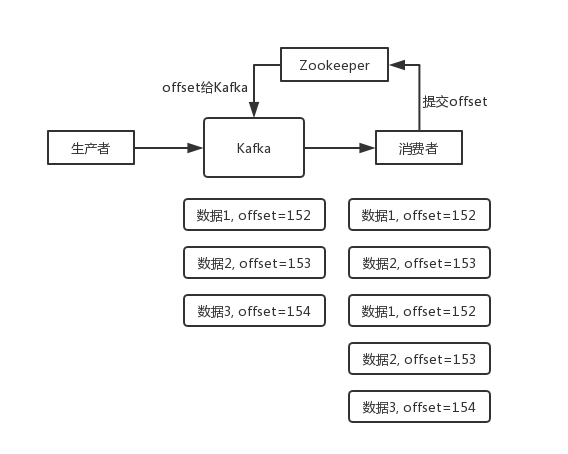 Zookeeper
offset给Kafka
提交offset
生产者
Kafka
消费者
数据1, offset=152
数据1, offset=152
数据2, offset=153
数据2, offset=153
数据3, offset=154
数据1, offset=152
数据2, offset=153
数据3, offset=154